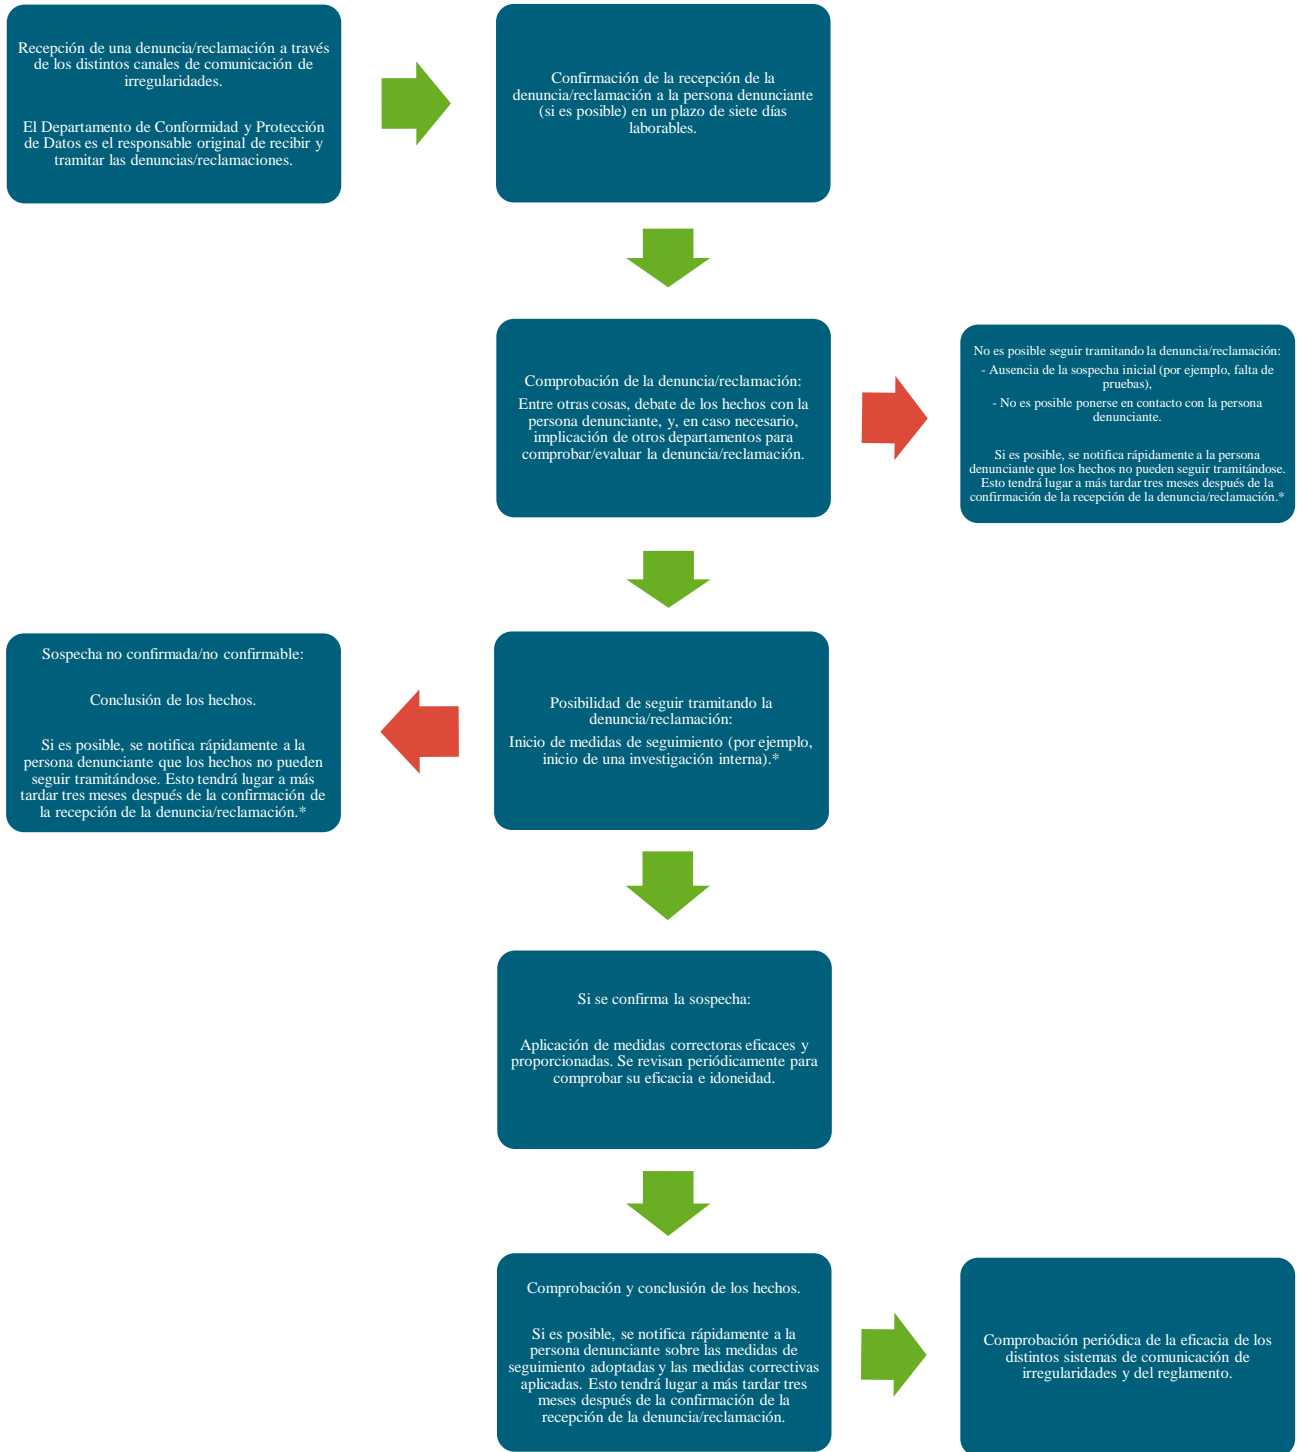 Recepción de una denuncia/reclamación a través
de los distintos canales de comunicación de
irregularidades.
El Departamento de Conformidad y Protección
de Datos es el responsable original de recibir y
tramitar las denuncias/reclamaciones.
Confirmación de la recepción de la
denuncia/reclamación a la persona denunciante
(si es posible) en un plazo de siete días
laborables.
Comprobación de la denuncia/reclamación:
Entre otras cosas, debate de los hechos con la
persona denunciante, y, en caso necesario,
implicación de otros departamentos para
comprobar/evaluar la denuncia/reclamación.
No es posible seguir tramitando la denuncia/reclamación:
- Ausencia de la sospecha inicial (por ejemplo, falta de
pruebas),
- No es posible ponerse en contacto con la persona
denunciante.
Si es posible, se notifica rápidamente a la persona
denunciante que los hechos no pueden seguir tramitándose.
Esto tendrá lugar a más tardar tres meses después de la
confirmación de la recepción de la denuncia/reclamación.*
Sospecha no confirmada/no confirmable:
Conclusión de los hechos.
Si es posible, se notifica rápidamente a la
persona denunciante que los hechos no pueden
seguir tramitándose. Esto tendrá lugar a más
tardar tres meses después de la confirmación de
la recepción de la denuncia/reclamación.*
Posibilidad de seguir tramitando la
denuncia/reclamación:
Inicio de medidas de seguimiento (por ejemplo,
inicio de una investigación interna).*
Si se confirma la sospecha:
Aplicación de medidas correctoras eficaces y
proporcionadas. Se revisan periódicamente para
comprobar su eficacia e idoneidad.
Comprobación y conclusión de los hechos.
Si es posible, se notifica rápidamente a la
persona denunciante sobre las medidas de
seguimiento adoptadas y las medidas correctivas
aplicadas. Esto tendrá lugar a más tardar tres
meses después de la confirmación de la
recepción de la denuncia/reclamación.
Comprobación periódica de la eficacia de los
distintos sistemas de comunicación de
irregularidades y del reglamento.